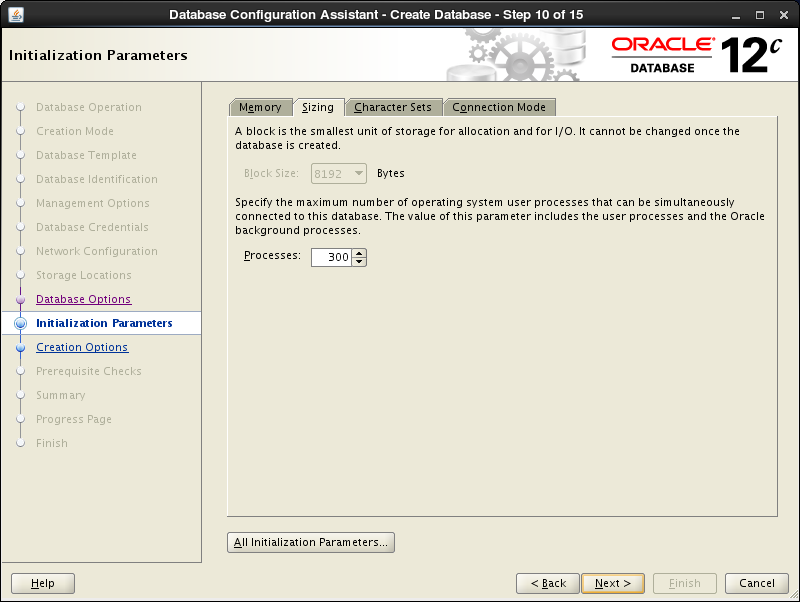 Database Configuration Assistant - Create Database - Step 10 of 15
Initialization Parameters
ORACLE®
DATABASE
12c
Database Operation
Creation Mode
Database Template
Database Identification
Management Options
Database Credentials
Network Configuration
Storage Locations
Database Options
Initialization Parameters
Creation Options
Prerequisite Checks
Summary
Progress Page
Finish
Memory Sizing Character Sets Connection Mode
A block is the smallest unit of storage for allocation and for I/O. It cannot be changed once the
database is created.
Block Size: 8192 Bytes
Specify the maximum number of operating system user processes that can be simultaneously
connected to this database. The value of this parameter includes the user processes and the Oracle
background processes.
Processes: 300
All Initialization Parameters...
Help < Back Next > Finish Cancel